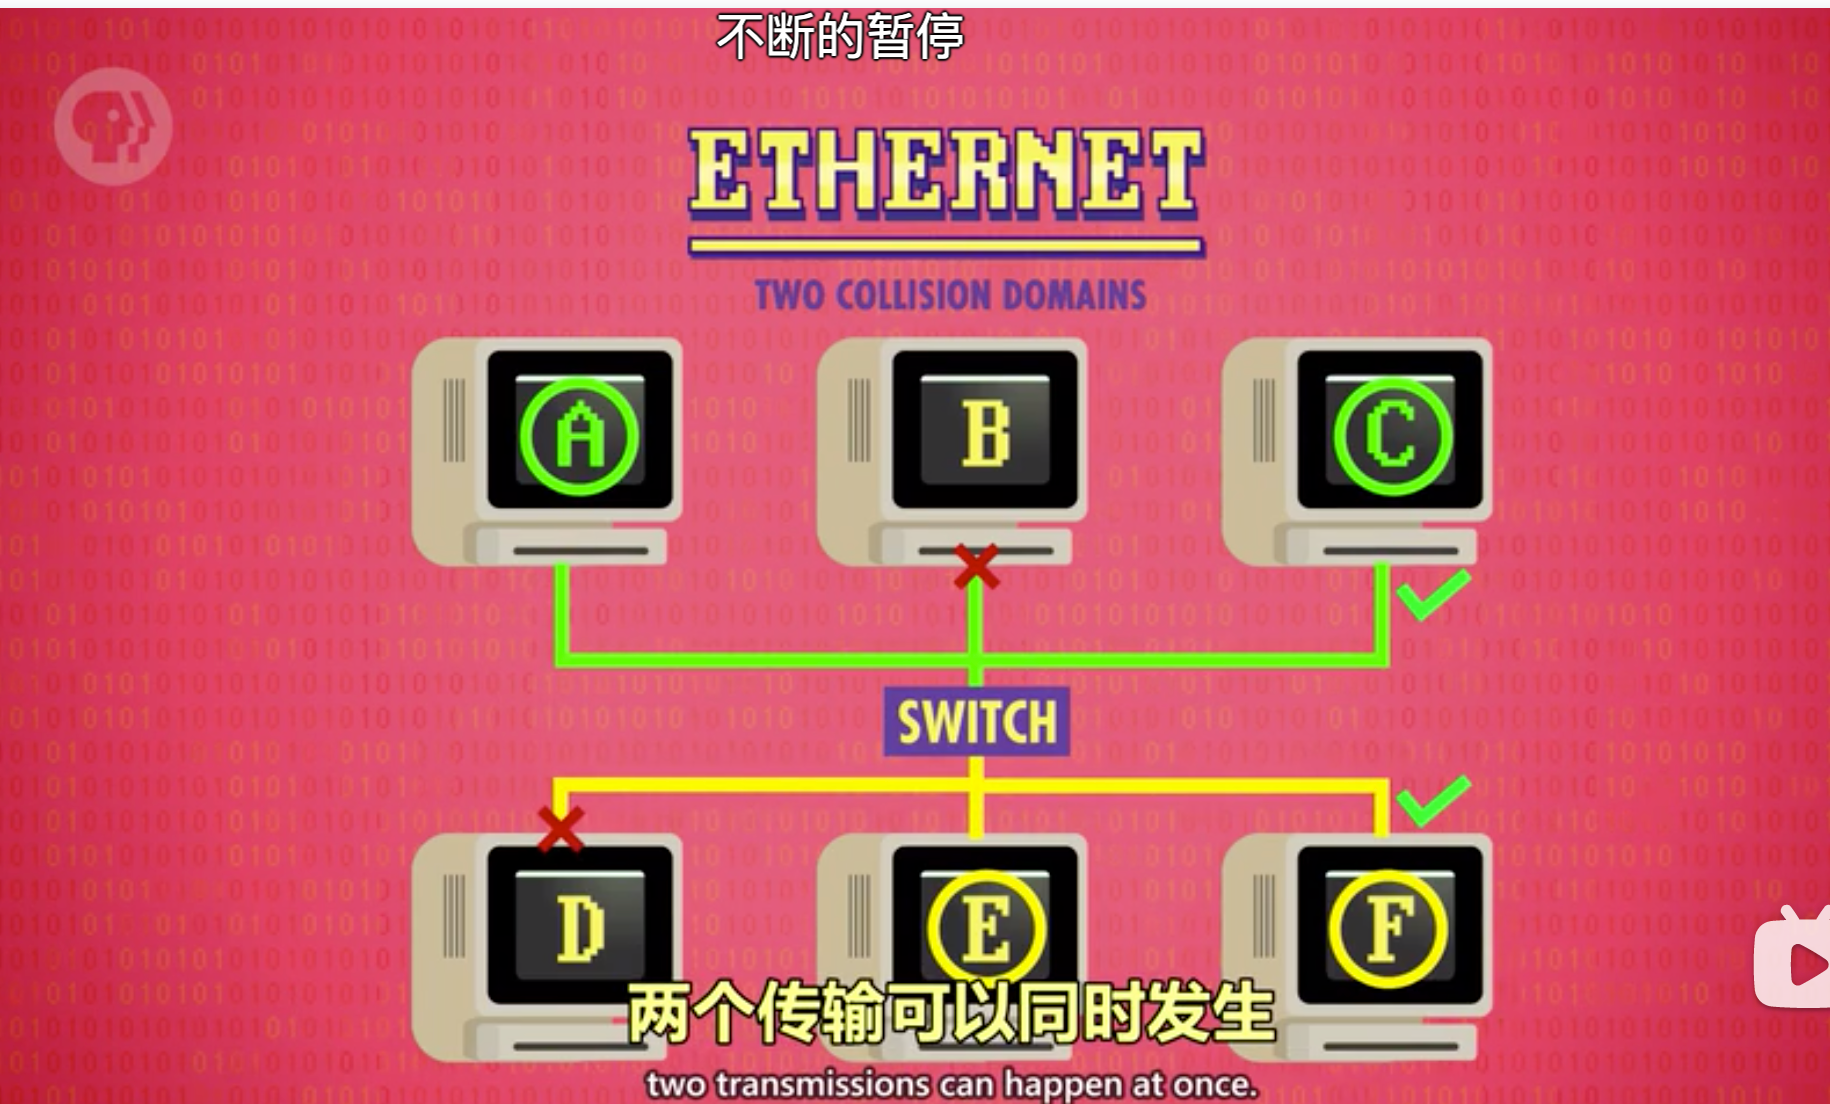 不断的暂停
ETHERNET
TWO COLLISION DOMAINS
A
B
C
SWITCH
D
E
F
两个传输可以同时发生
two transmissions can happen at once.